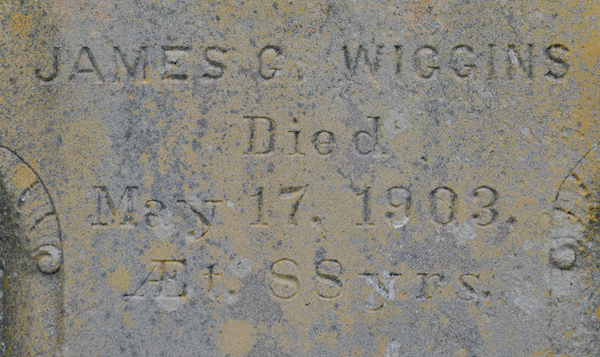 JAMES G. WIGGINS
Died
May 17, 1903.
Æt. 88 yrs.